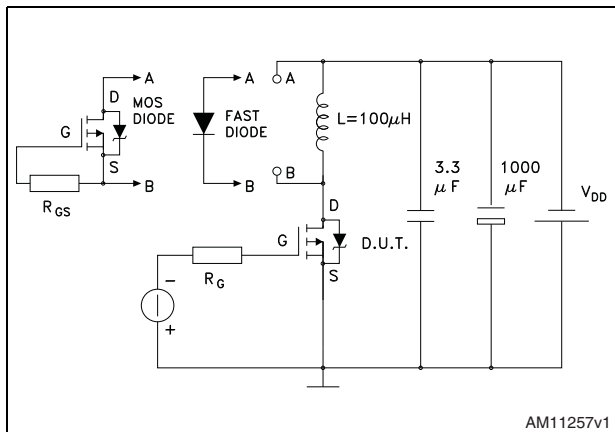 A
D
MOS
DIODE
G
S
B
R GS
A
FAST
DIODE
B
A
L=100μH
B
D
G
D.U.T.
S
R G
-
+
3.3
μF
1000
μF
V DD
AM11257v1